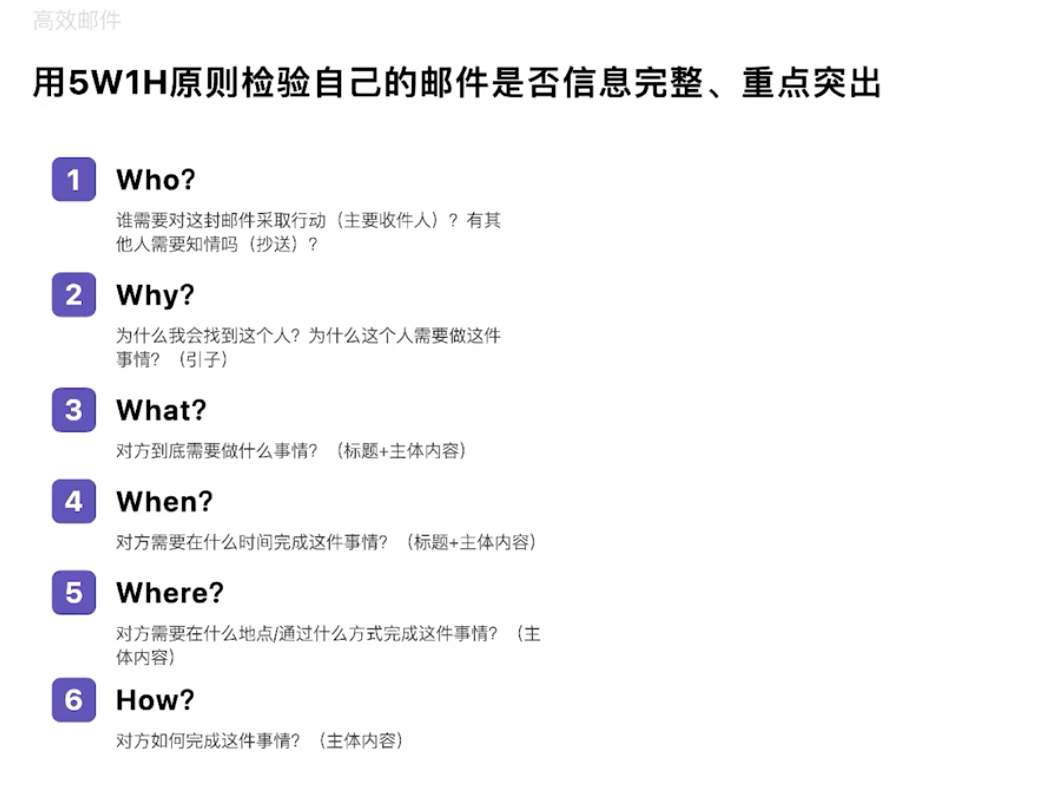 高效邮件
用5W1H原则检验自己的邮件是否信息完整、重点突出
1 Who?
谁需要对这封邮件采取行动（主要收件人）？有其
他人需要知情吗（抄送）？
2 Why?
为什么我会找到这个人？为什么这个人需要做这件
事情？（引子）
3 What?
对方到底需要做什么事情？（标题+主体内容）
4 When?
对方需要在什么时间完成这件事情？（标题+主体内容）
5 Where?
对方需要在什么地点/通过什么方式完成这件事情？（主
体内容）
6 How?
对方如何完成这件事情？（主体内容）